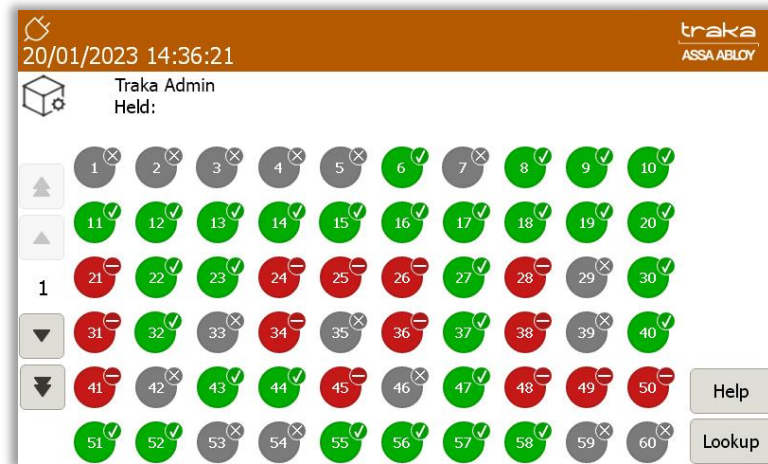 traka
20/01/2023 14:36:21
ASSA ABLOY
Traka Admin
Held:
1 2 3 4 5 6 7 8 9 10
11 12 13 14 15 16 17 18 19 20
21 22 23 24 25 26 27 28 29 30
1
31 32 33 34 35 36 37 38 39 40
41 42 43 44 45 46 47 48 49 50
Help
51 52 53 54 55 56 57 58 59 60
Lookup